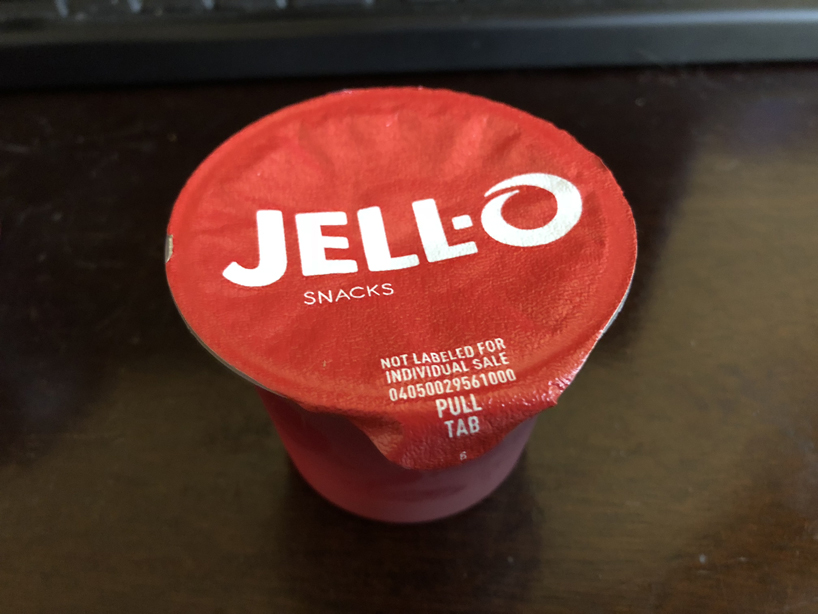 JELL-O
SNACKS
NOT LABELED FOR
INDIVIDUAL SALE
04050029561000
PULL
TAB